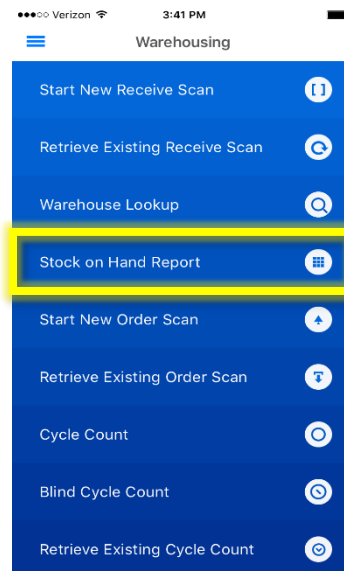 ●●●○○ Verizon 3:41 PM
Warehousing
Start New Receive Scan
Retrieve Existing Receive Scan
Warehouse Lookup
Stock on Hand Report
Start New Order Scan
Retrieve Existing Order Scan
Cycle Count
Blind Cycle Count
Retrieve Existing Cycle Count